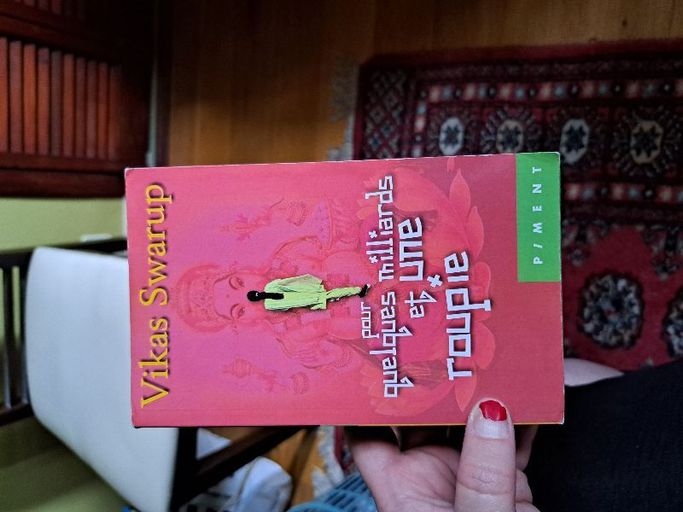 Vikas Swarup
pour
quelques milliards
et une
roupie
PIMENT